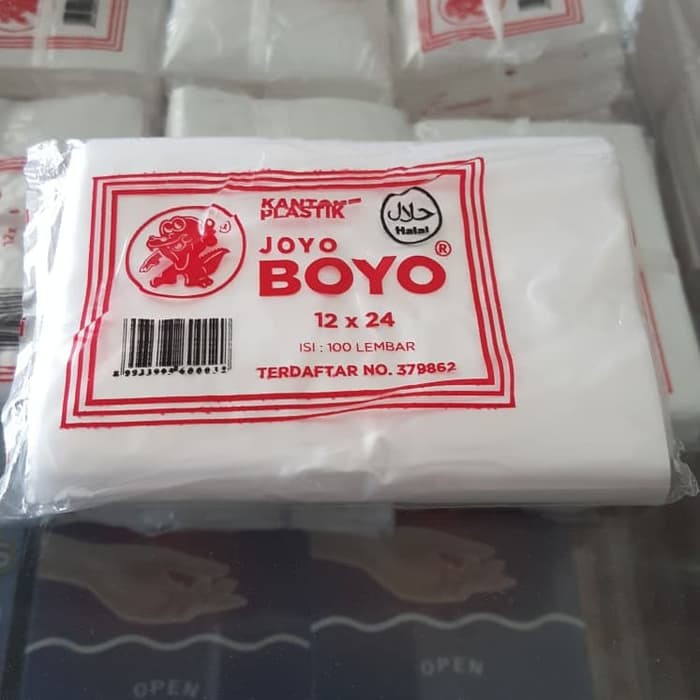 KANTONG
PLASTIK
حلال
Halal
JOYO
BOYO®
12 x 24
ISI : 100 LEMBAR
TERDAFTAR NO. 379862
OPEN
OPEN